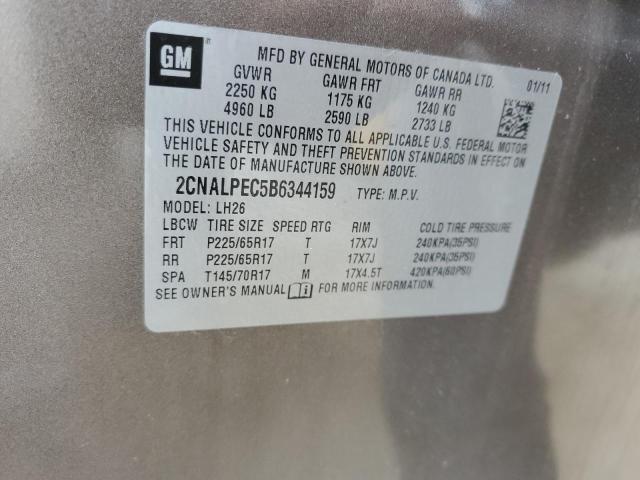 GM
MFD BY GENERAL MOTORS OF CANADA LTD. 01/11
GVWR GAWR FRT GAWR RR
2250 KG 1175 KG 1240 KG
4960 LB 2590 LB 2733 LB
THIS VEHICLE CONFORMS TO ALL APPLICABLE U.S. FEDERAL MOTOR
VEHICLE SAFETY AND THEFT PREVENTION STANDARDS IN EFFECT ON
THE DATE OF MANUFACTURE SHOWN ABOVE.
2CNALPEC5B6344159 TYPE: M.P.V.
MODEL: LH26
LBCW TIRE SIZE SPEED RTG RIM COLD TIRE PRESSURE
FRT P225/65R17 T 17X7J 240KPA(35PSI)
RR P225/65R17 T 17X7J 240KPA(35PSI)
SPA T145/70R17 M 17X4.5T 420KPA(60PSI)
SEE OWNER'S MANUAL i FOR MORE INFORMATION.